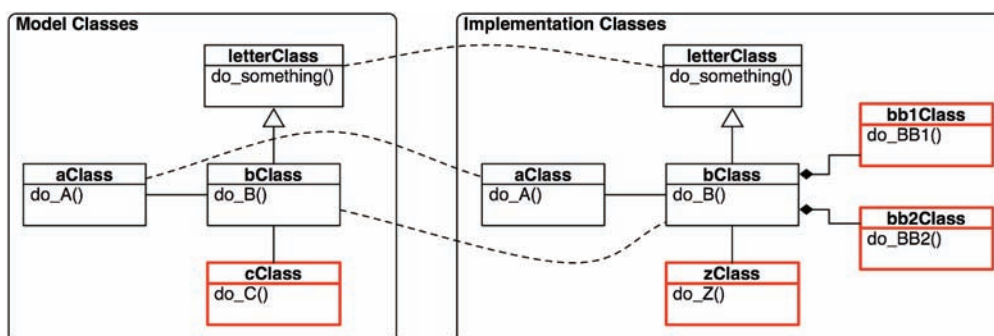 Model Classes
letterClass
do_something()
aClass
do_A()
bClass
do_B()
cClass
do_C()
Implementation Classes
letterClass
do_something()
bb1Class
do_BB1()
aClass
do_A()
bClass
do_B()
bb2Class
do_BB2()
zClass
do_Z()